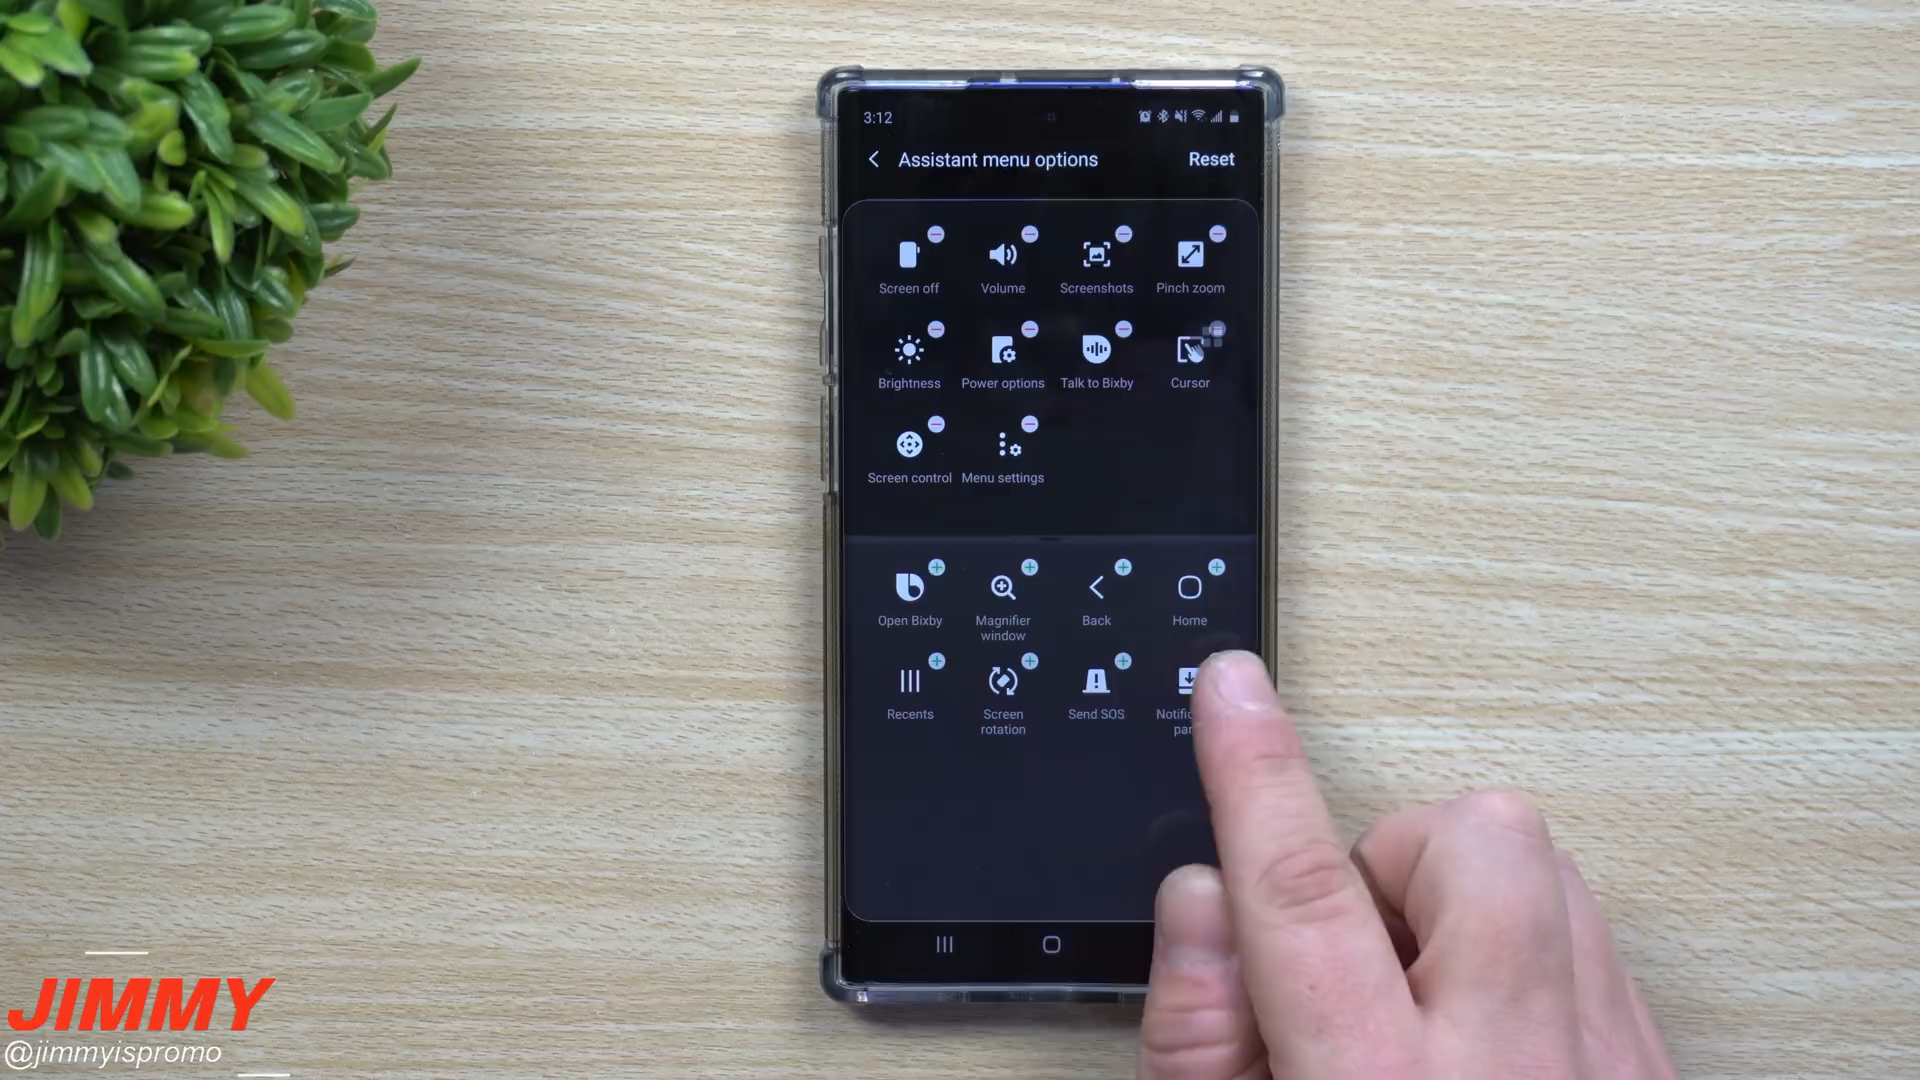 3:12
Assistant menu options Reset
Screen off Volume Screenshots Pinch zoom
Brightness Power options Talk to Bixby Cursor
Screen control Menu settings
Open Bixby Magnifier Back Home
window
Recents Screen Send SOS
rotation
JIMMY
@jimmyispromo